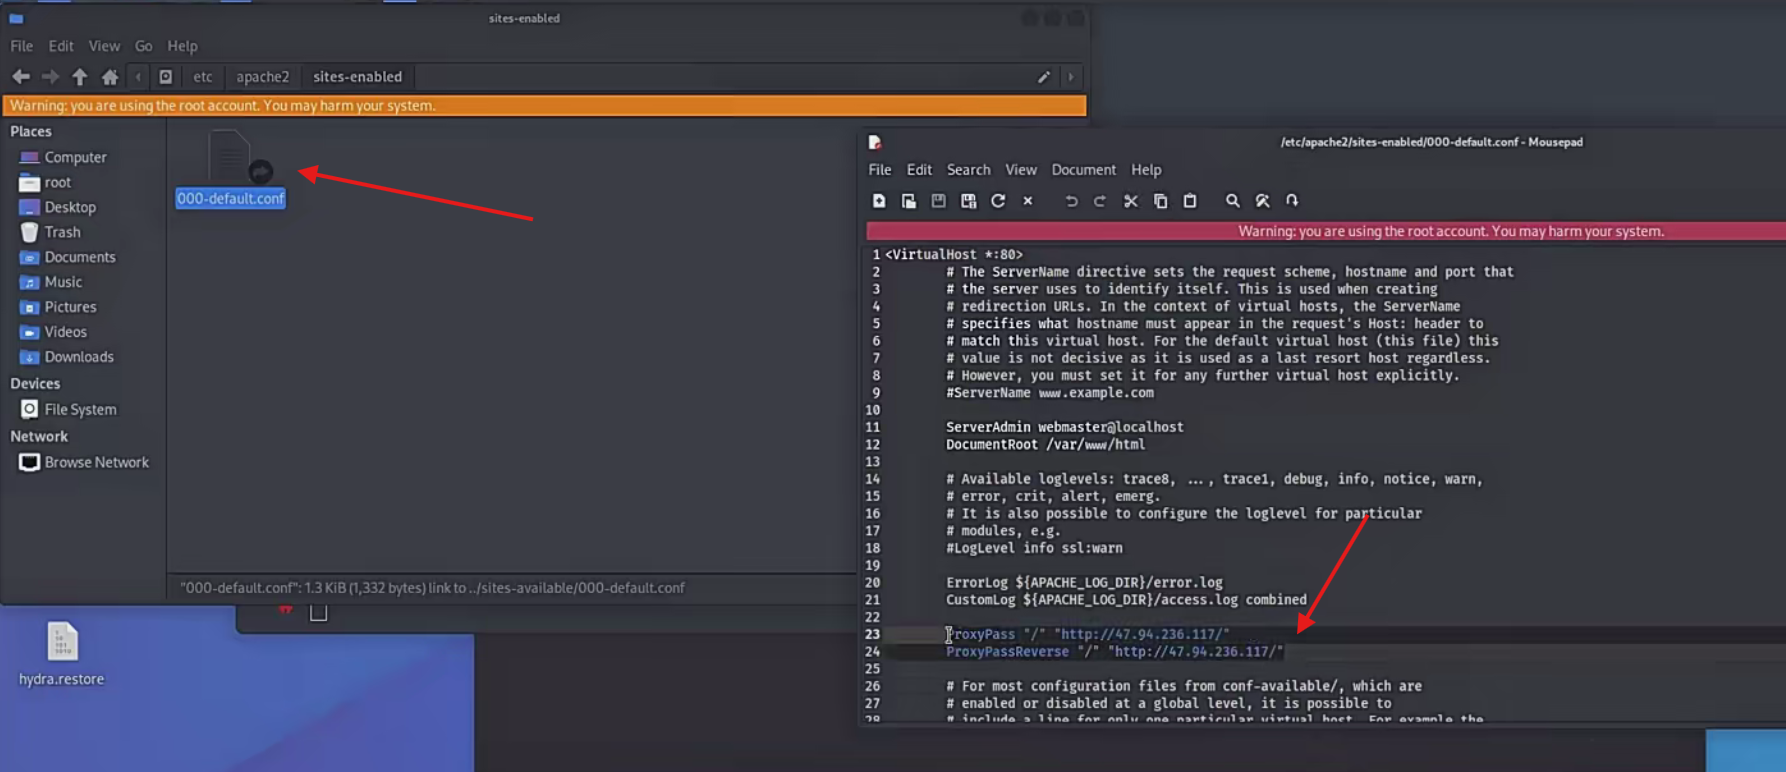 sites-enabled
File Edit View Go Help
etc apache2 sites-enabled
Warning: you are using the root account. You may harm your system.
Places
Computer
root
Desktop
Trash
Documents
Music
Pictures
Videos
Downloads
Devices
File System
Network
Browse Network
000-default.conf
"000-default.conf": 1.3 KiB (1,332 bytes) link to ../sites-available/000-default.conf
hydra.restore
/etc/apache2/sites-enabled/000-default.conf - Mousepad
File Edit Search View Document Help
Warning: you are using the root account. You may harm your system.
1 <VirtualHost *:80>
2 # The ServerName directive sets the request scheme, hostname and port that
3 # the server uses to identify itself. This is used when creating
4 # redirection URLs. In the context of virtual hosts, the ServerName
5 # specifies what hostname must appear in the request's Host: header to
6 # match this virtual host. For the default virtual host (this file) this
7 # value is not decisive as it is used as a last resort host regardless.
8 # However, you must set it for any further virtual host explicitly.
9 #ServerName www.example.com
10
11 ServerAdmin webmaster@localhost
12 DocumentRoot /var/www/html
13
14 # Available loglevels: trace8, ..., trace1, debug, info, notice, warn,
15 # error, crit, alert, emerg.
16 # It is also possible to configure the loglevel for particular
17 # modules, e.g.
18 #LogLevel info ssl:warn
19
20 ErrorLog ${APACHE_LOG_DIR}/error.log
21 CustomLog ${APACHE_LOG_DIR}/access.log combined
22
23 ProxyPass "/" "http://47.94.236.117/"
24 ProxyPassReverse "/" "http://47.94.236.117/"
25
26 # For most configuration files from conf-available/, which are
27 # enabled or disabled at a global level, it is possible to
28 # include a line for only one particular virtual host. For example the